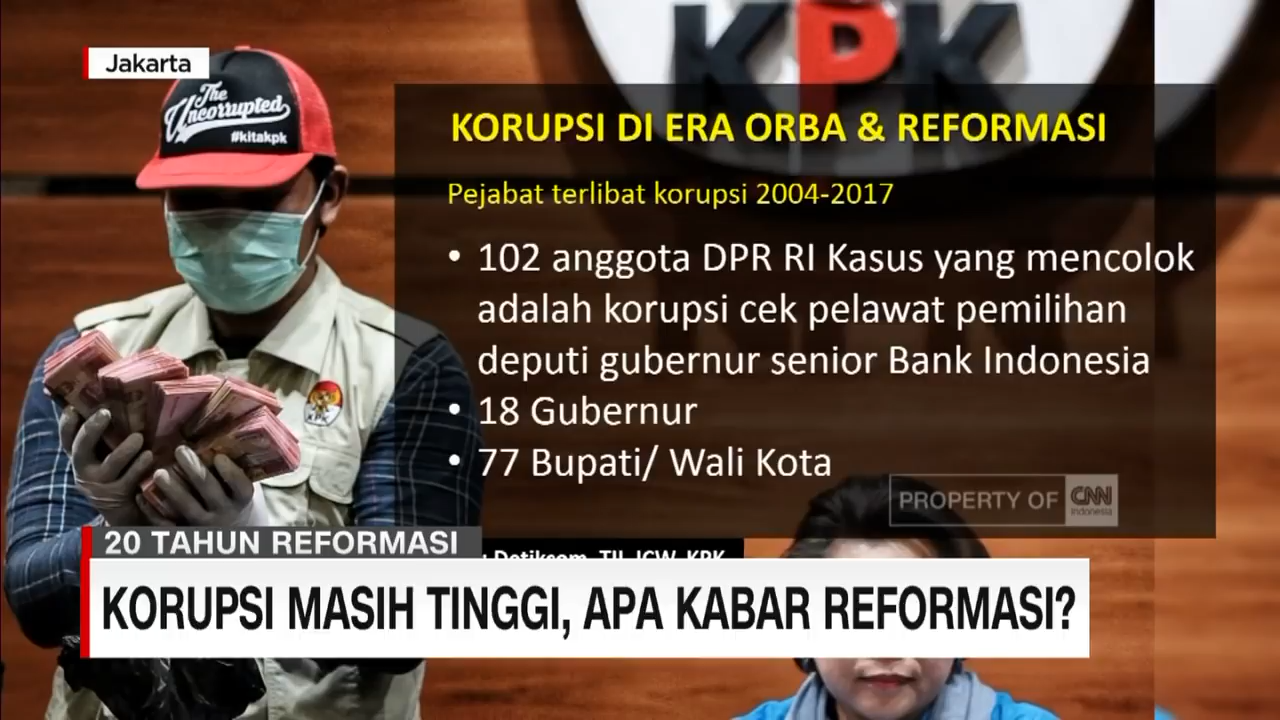 Jakarta
The
Uncorrupted
#kitakpk
KPK
KORUPSI DI ERA ORBA & REFORMASI
Pejabat terlibat korupsi 2004-2017
• 102 anggota DPR RI Kasus yang mencolok
adalah korupsi cek pelawat pemilihan
deputi gubernur senior Bank Indonesia
• 18 Gubernur
• 77 Bupati/ Wali Kota
KPK
PROPERTY OF CNN
Indonesia
20 TAHUN REFORMASI
: Detikcom, TII, ICW, KPK
KORUPSI MASIH TINGGI, APA KABAR REFORMASI?